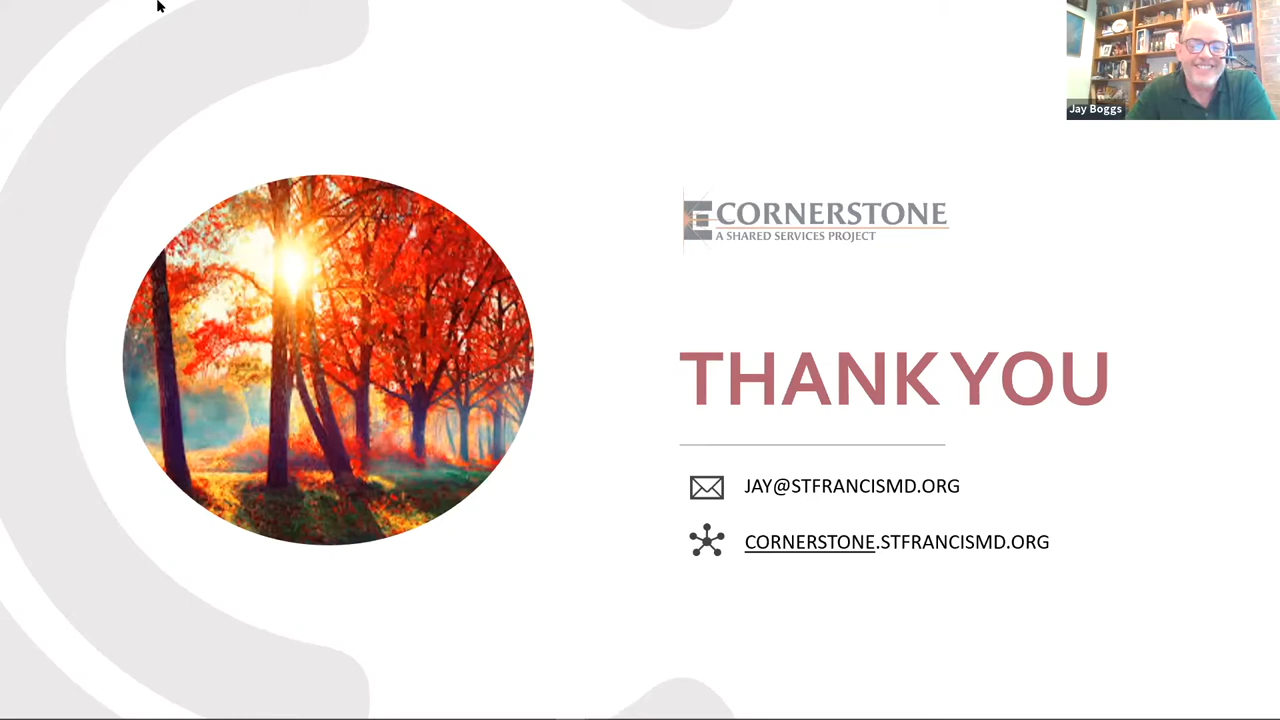 Jay Boggs
CORNERSTONE
A SHARED SERVICES PROJECT
THANK YOU
JAY@STFRANCISMD.ORG
CORNERSTONE.STFRANCISMD.ORG